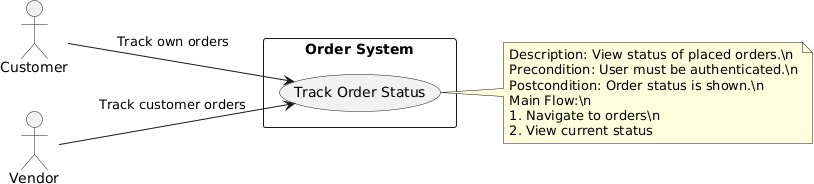 Customer
Track own orders
Vendor
Track customer orders
Order System
Track Order Status
Description: View status of placed orders.\n
Precondition: User must be authenticated.\n
Postcondition: Order status is shown.\n
Main Flow:\n
1. Navigate to orders\n
2. View current status